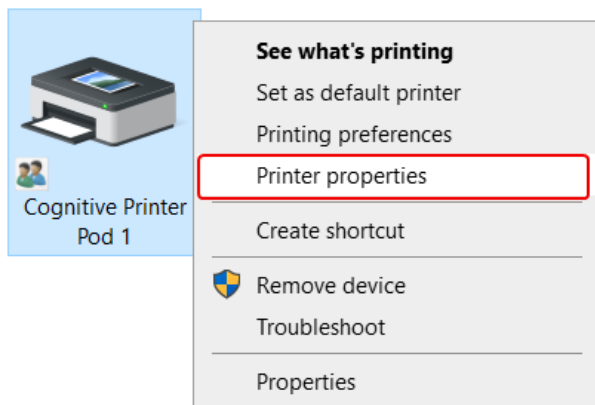 Cognitive Printer
Pod 1
See what's printing
Set as default printer
Printing preferences
Printer properties
Create shortcut
Remove device
Troubleshoot
Properties